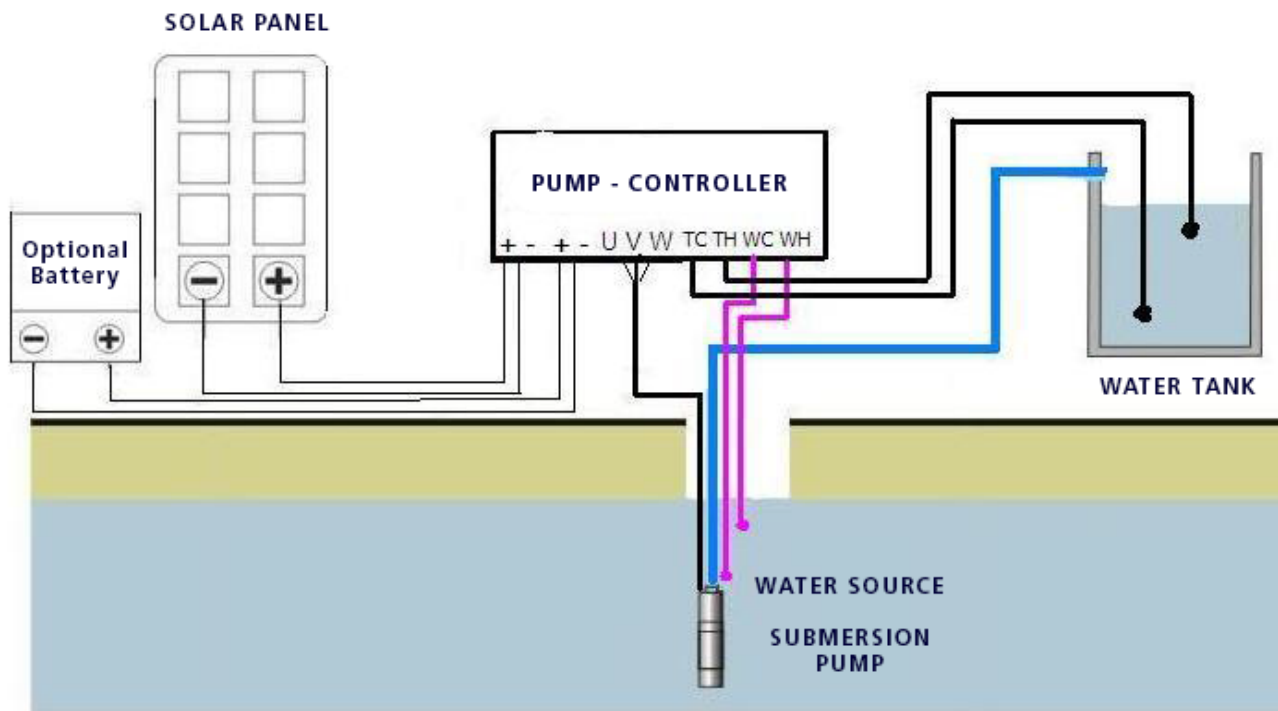 SOLAR PANEL
PUMP - CONTROLLER
+ - + - U V W TC TH WC WH
Optional
Battery
- +
- +
WATER TANK
WATER SOURCE
SUBMERSION
PUMP